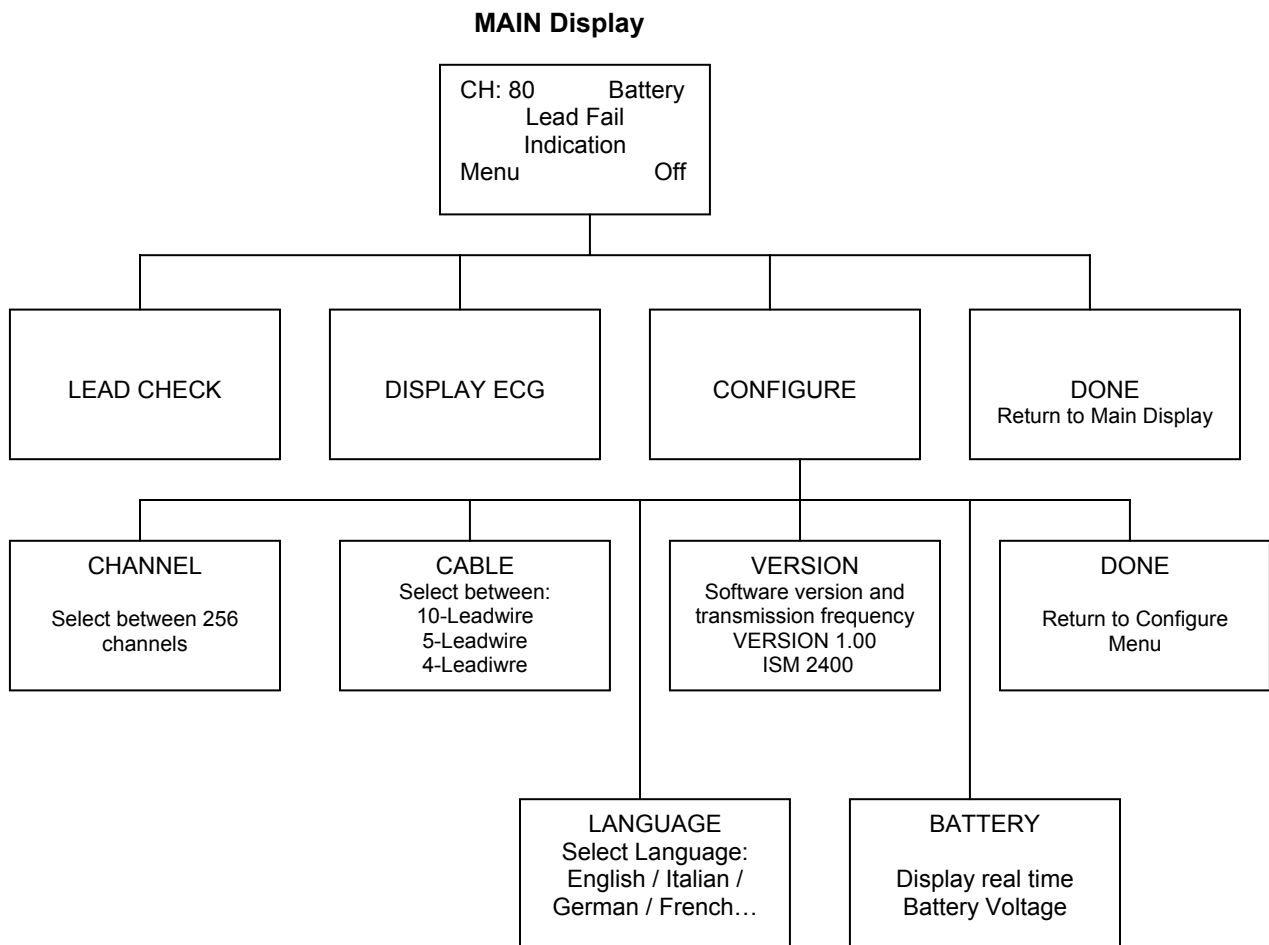 MAIN Display
CH: 80 Battery
Lead Fail
Indication
Menu Off
LEAD CHECK
DISPLAY ECG
CONFIGURE
DONE
Return to Main Display
CHANNEL
Select between 256
channels
CABLE
Select between:
10-Leadwire
5-Leadwire
4-Leadiwre
VERSION
Software version and
transmission frequency
VERSION 1.00
ISM 2400
DONE
Return to Configure
Menu
LANGUAGE
Select Language:
English / Italian /
German / French…
BATTERY
Display real time
Battery Voltage